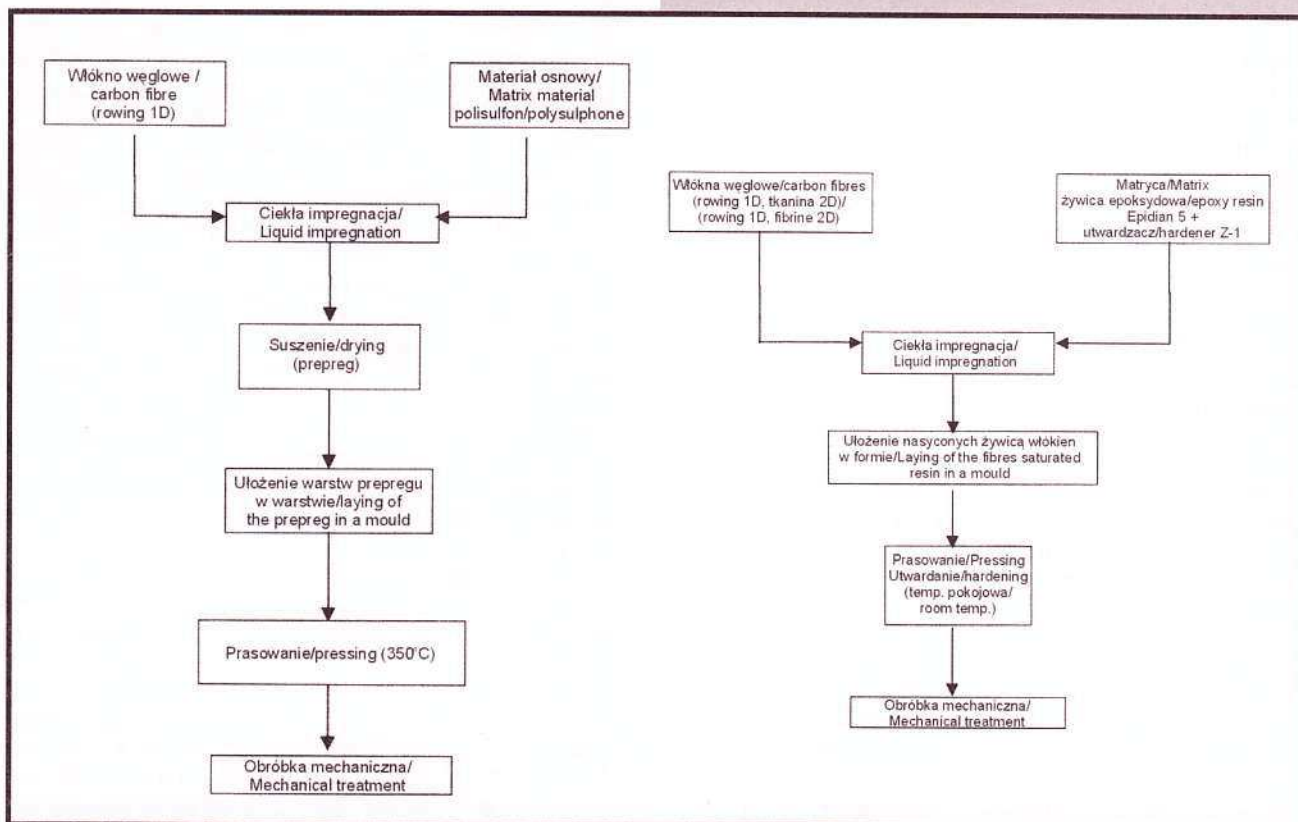 Włókno węglowe /
carbon fibre
(rowing 1D)
Materiał osnowy/
Matrix material
polisulfon/polysulphone
Ciekła impregnacja/
Liquid impregnation
Suszenie/drying
(prepreg)
Ułożenie warstw prepregu
w warstwie/laying of
the prepreg in a mould
Prasowanie/pressing (350°C)
Obróbka mechaniczna/
Mechanical treatment
Włókna węglowe/carbon fibres
(rowing 1D, tkanina 2D)/
(rowing 1D, fibrine 2D)
Matryca/Matrix
żywica epoksydowa/epoxy resin
Epidian 5 +
utwardzacz/hardener Z-1
Ciekła impregnacja/
Liquid impregnation
Ułożenie nasyconych żywicą włókien
w formie/Laying of the fibres saturated
resin in a mould
Prasowanie/Pressing
Utwardanie/hardening
(temp. pokojowa/
room temp.)
Obróbka mechaniczna/
Mechanical treatment